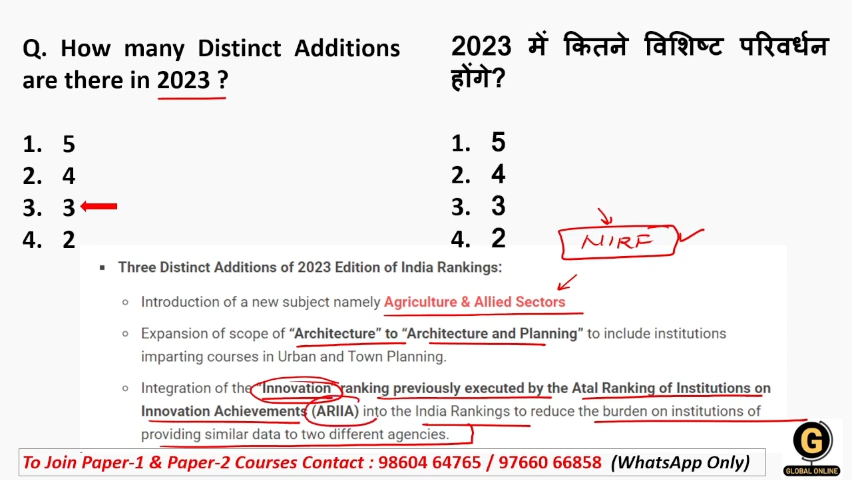 Q. How many Distinct Additions
are there in 2023 ?
1. 5
2. 4
3. 3
4. 2
2023 में कितने विशिष्ट परिवर्धन
होंगे?
1. 5
2. 4
3. 3
4. 2
NIRF
▪ Three Distinct Additions of 2023 Edition of India Rankings:
○ Introduction of a new subject namely Agriculture & Allied Sectors
○ Expansion of scope of “Architecture” to “Architecture and Planning” to include institutions
imparting courses in Urban and Town Planning.
○ Integration of the “Innovation” ranking previously executed by the Atal Ranking of Institutions on
Innovation Achievements (ARIIA) into the India Rankings to reduce the burden on institutions of
providing similar data to two different agencies.
To Join Paper-1 & Paper-2 Courses Contact : 98604 64765 / 97660 66858 (WhatsApp Only)
G
GLOBAL ONLINE